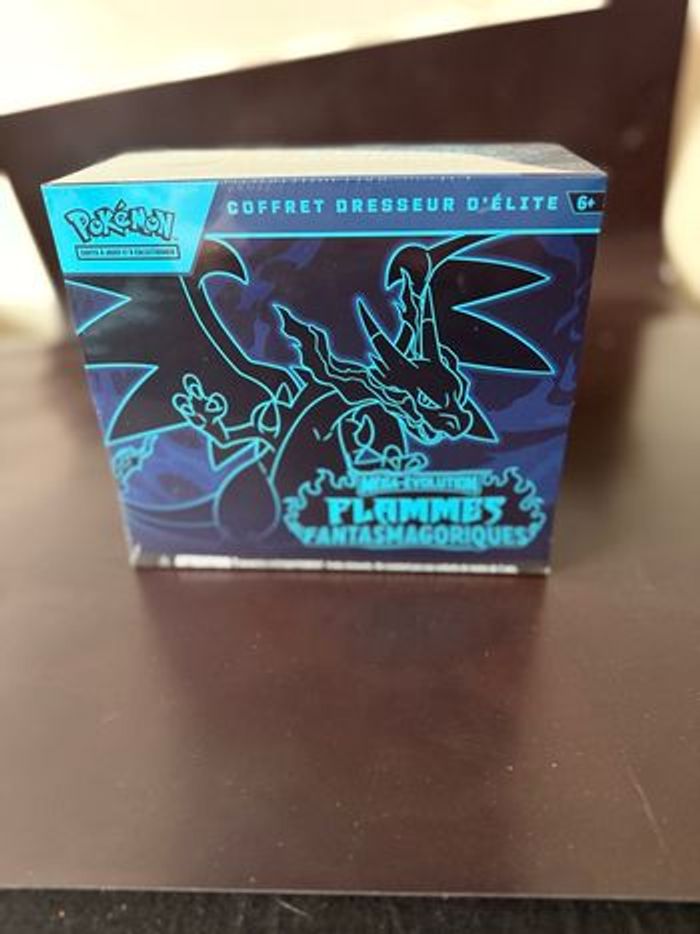 Pokémon
COFFRET DRESSEUR D'ÉLITE 6+
MÉGA-ÉVOLUTION
FLAMMES
FANTASMAGORIQUES